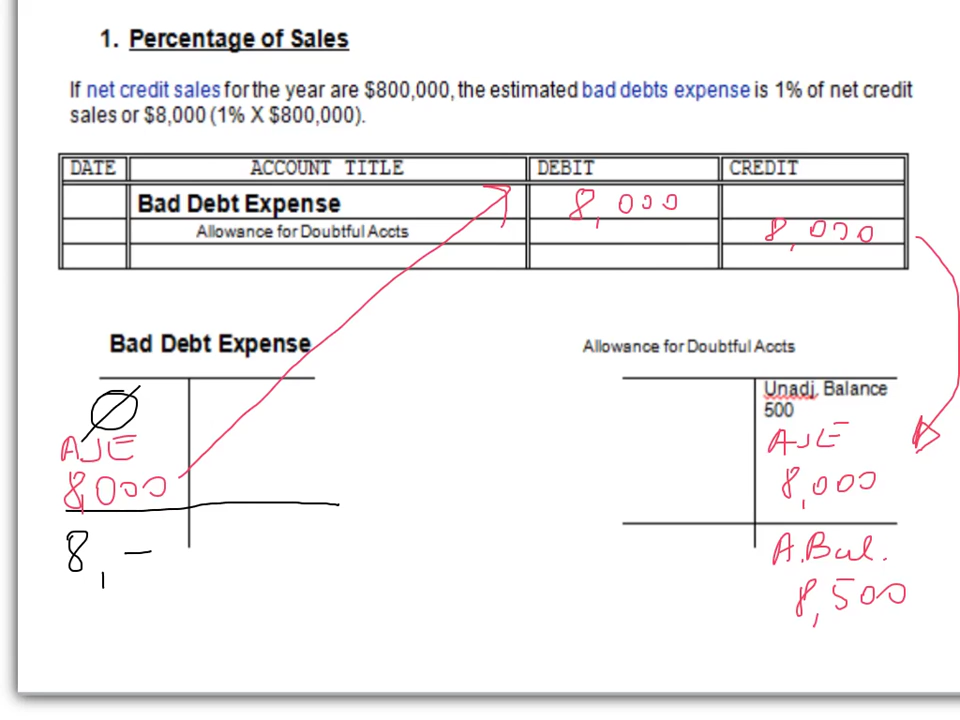 1. Percentage of Sales
If net credit sales for the year are $800,000, the estimated bad debts expense is 1% of net credit
sales or $8,000 (1% X $800,000).
DATE ACCOUNT TITLE DEBIT CREDIT
Bad Debt Expense 8,000
Allowance for Doubtful Accts 8,000
Bad Debt Expense
Allowance for Doubtful Accts
Ø
AJE
8,000
8,—
Unadj. Balance
500
AJE
8,000
A.Bal.
8,500